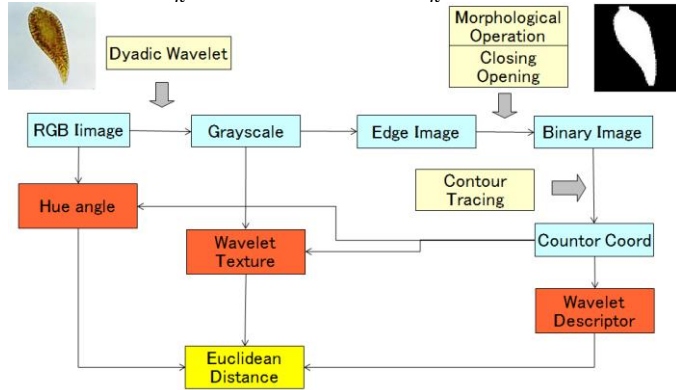 k
k
Morphological
Operation
Dyadic Wavelet
Closing
Opening
RGB Iimage
Grayscale
Edge Image
Binary Image
Contour
Tracing
Hue angle
Wavelet
Texture
Countor Coord
Wavelet
Descriptor
Euclidean
Distance